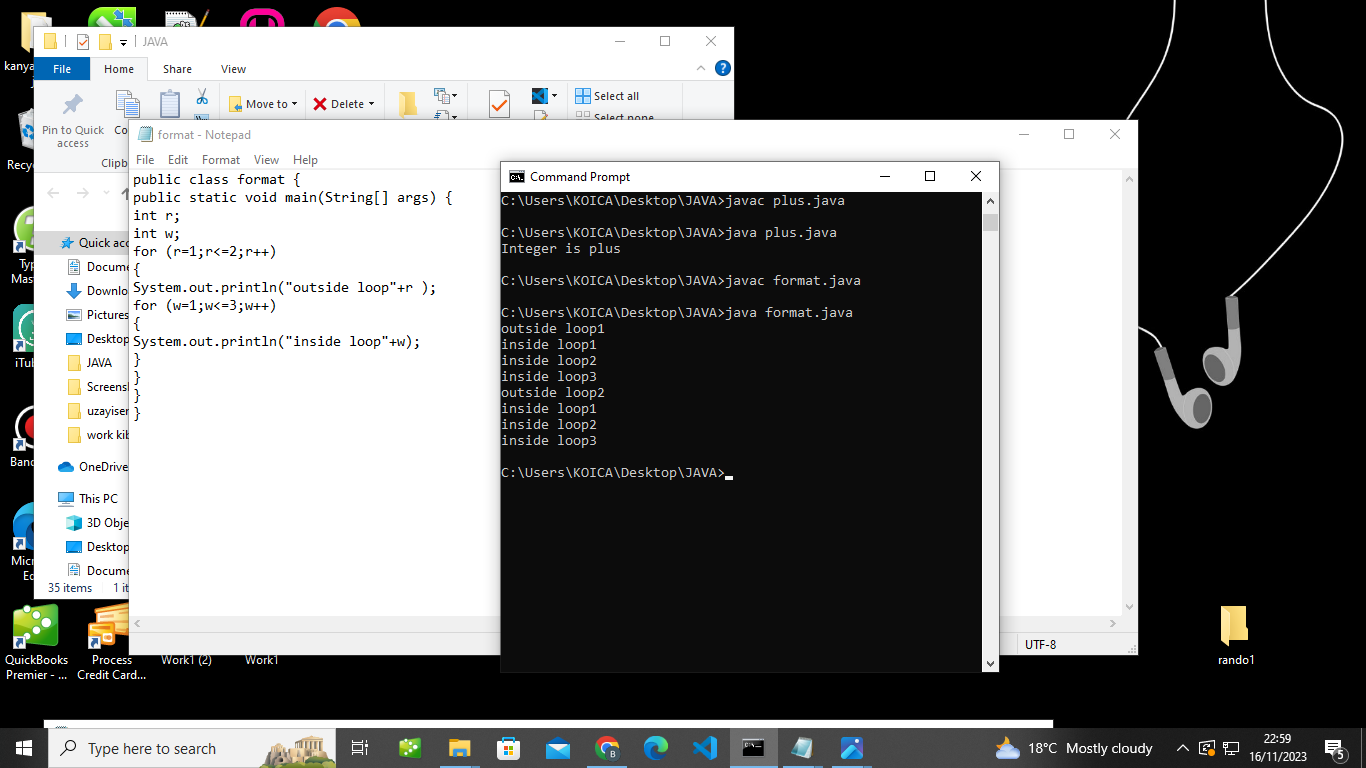 kanya
JAVA
File
Home
Share
View
Pin to Quick
access
Move to
Delete
Select all
Select none
Clipb
Recyc
format - Notepad
File Edit Format View Help
public class format {
public static void main(String[] args) {
int r;
int w;
for (r=1;r<=2;r++)
{
System.out.println("outside loop"+r );
for (w=1;w<=3;w++)
{
System.out.println("inside loop"+w);
}
}
}
}
UTF-8
Command Prompt
C:\Users\KOICA\Desktop\JAVA>javac plus.java
C:\Users\KOICA\Desktop\JAVA>java plus.java
Integer is plus
C:\Users\KOICA\Desktop\JAVA>javac format.java
C:\Users\KOICA\Desktop\JAVA>java format.java
outside loop1
inside loop1
inside loop2
inside loop3
outside loop2
inside loop1
inside loop2
inside loop3
C:\Users\KOICA\Desktop\JAVA>
Quick acc
Docume
Downlo
Pictures
Desktop
JAVA
Screensh
uzayiser
work kib
OneDrive
This PC
3D Obje
Desktop
Docume
35 items
1 it
Typ
Mas
iTub
Banc
Micr
Ed
QuickBooks
Premier - ...
Process
Credit Card...
Work1 (2)
Work1
rando1
Type here to search
18°C Mostly cloudy
22:59
16/11/2023
5